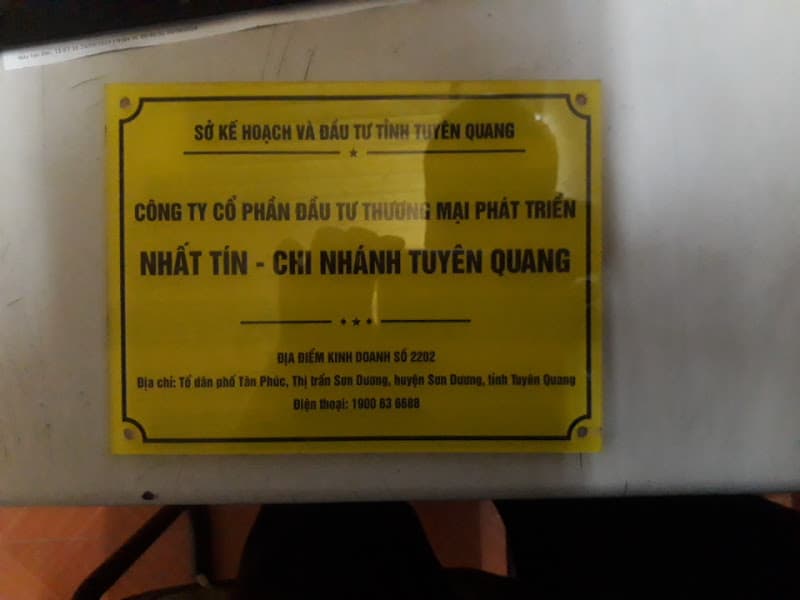 SỞ KẾ HOẠCH VÀ ĐẦU TƯ TỈNH TUYÊN QUANG
CÔNG TY CỔ PHẦN ĐẦU TƯ THƯƠNG MẠI PHÁT TRIỂN
NHẤT TÍN - CHI NHÁNH TUYÊN QUANG
ĐỊA ĐIỂM KINH DOANH SỐ 2202
Địa chỉ: Tổ dân phố Tân Phúc, Thị trấn Sơn Dương, huyện Sơn Dương, tỉnh Tuyên Quang
Điện thoại: 1900 63 6688